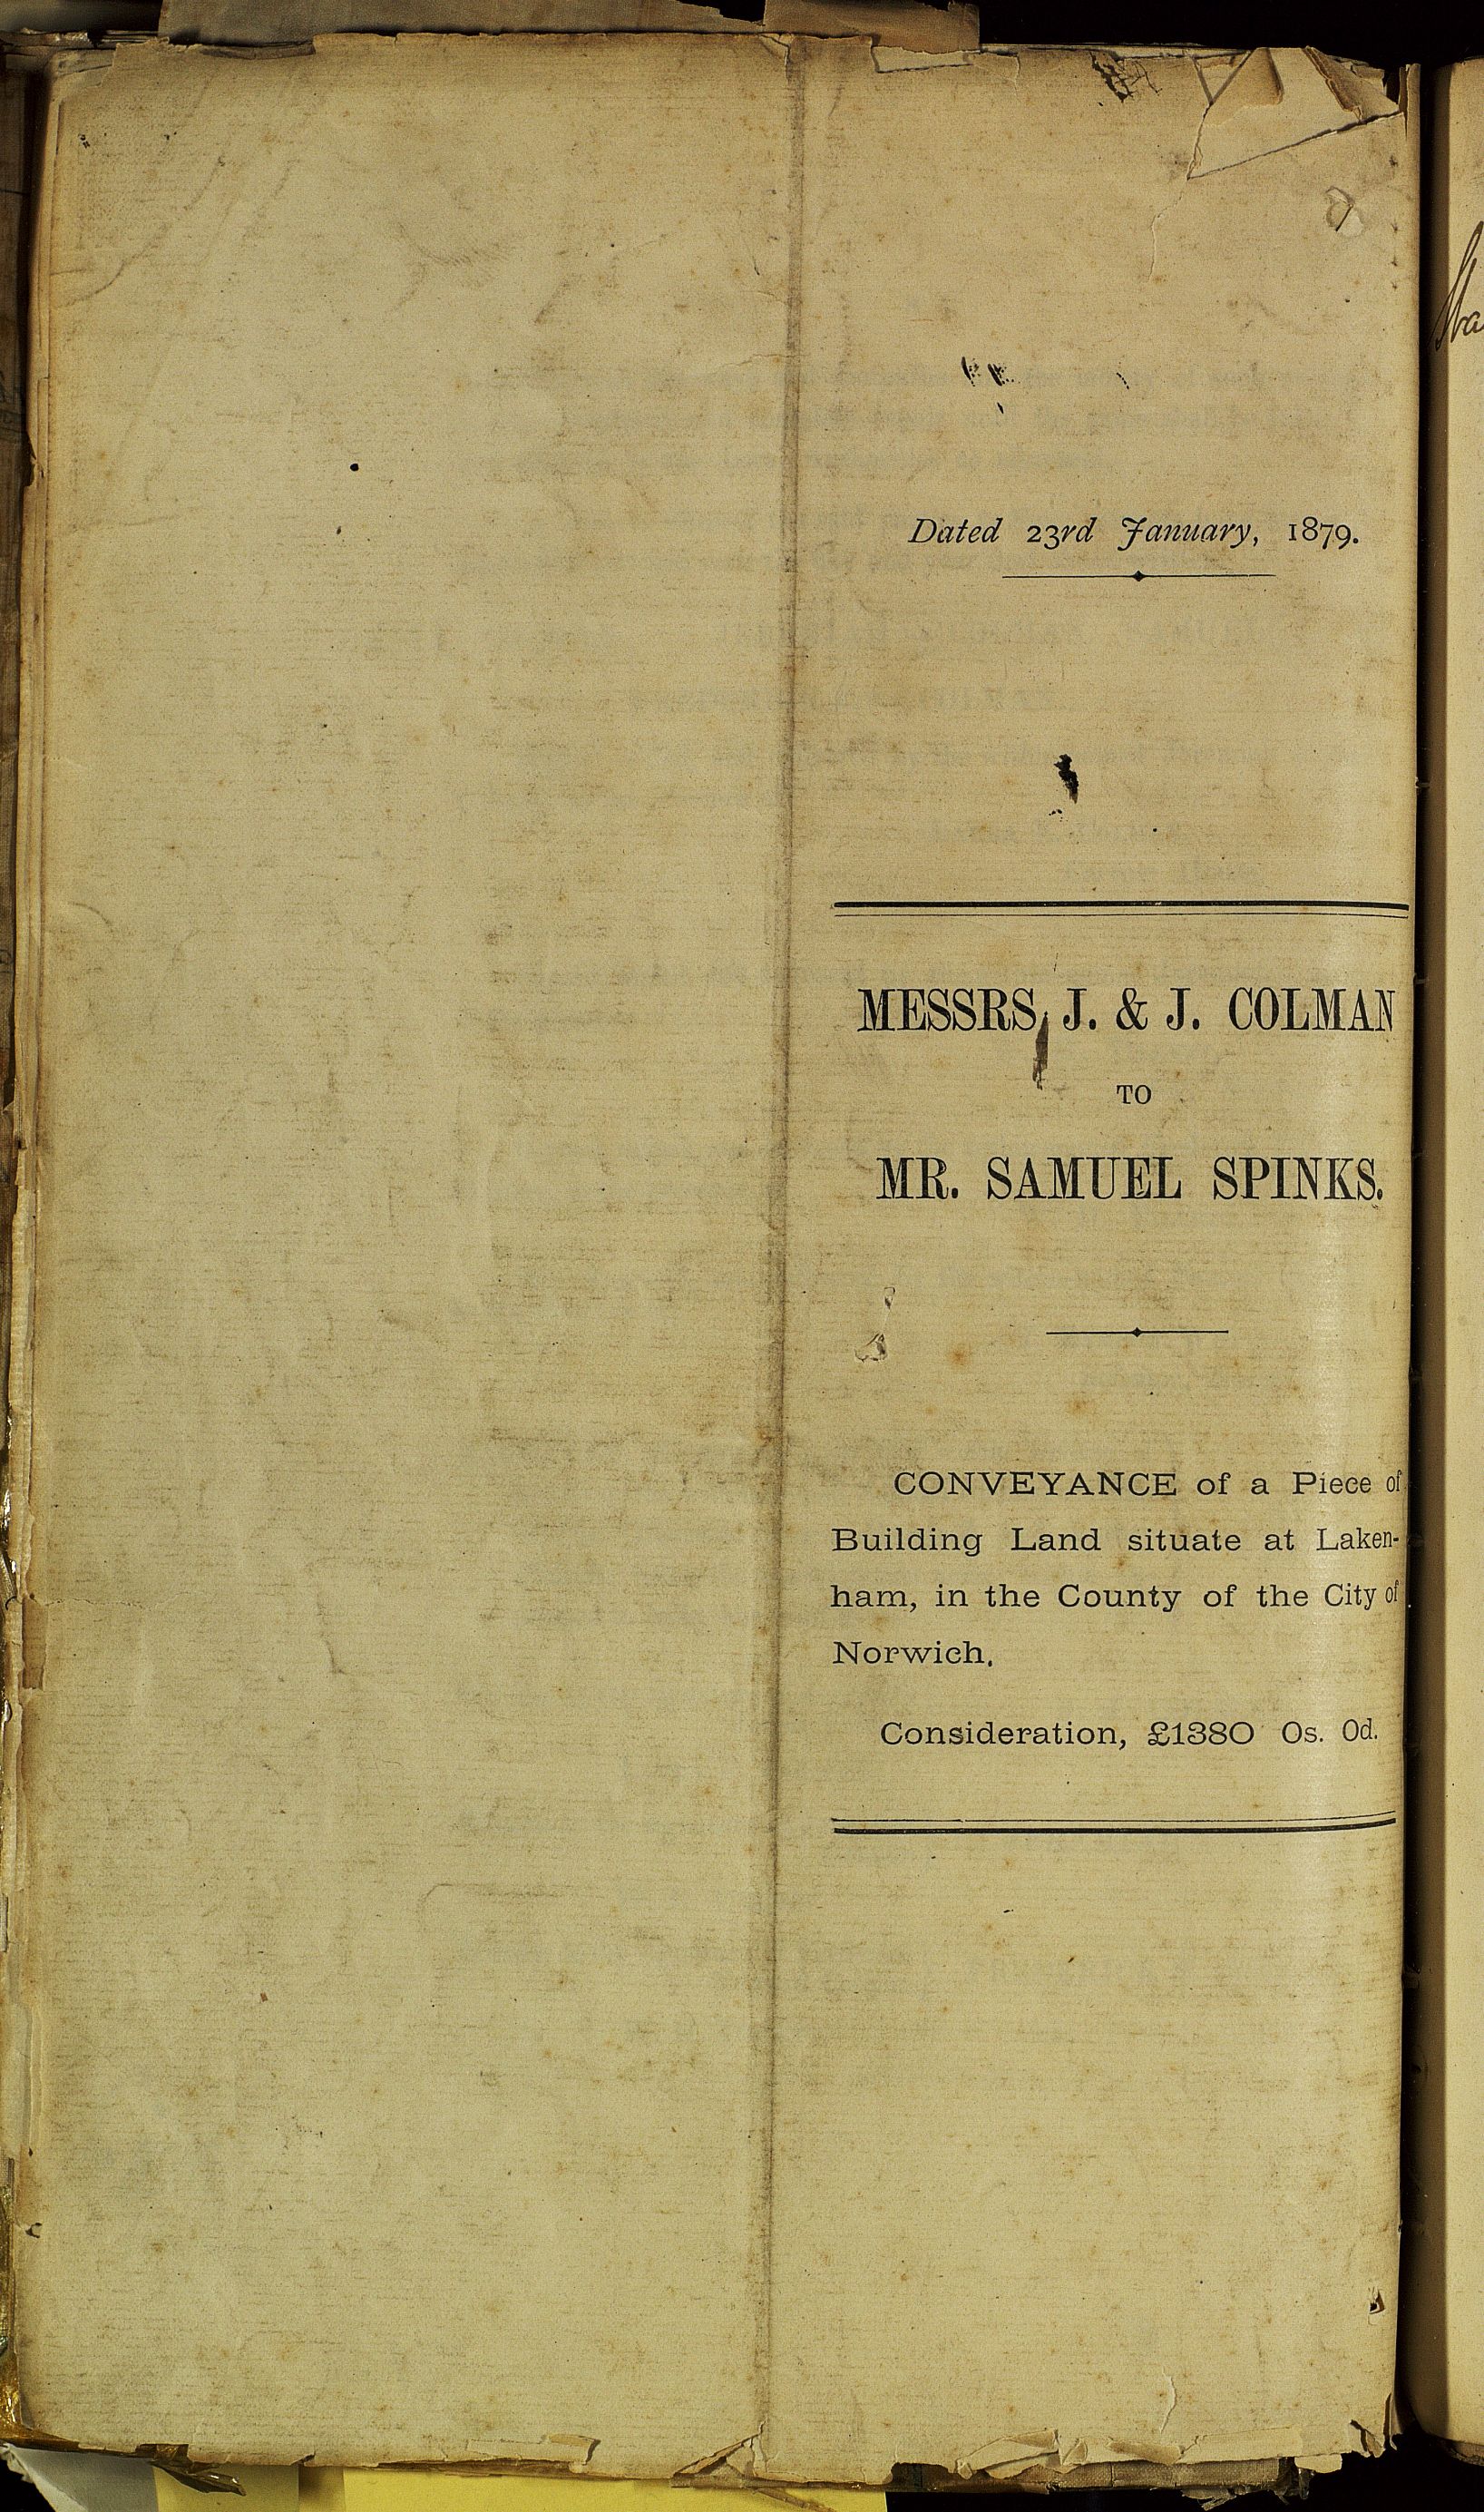 Dated 23rd January, 1879.
MESSRS. J. & J. COLMAN
TO
MR. SAMUEL SPINKS.
CONVEYANCE of a Piece of
Building Land situate at Laken-
ham, in the County of the City of
Norwich.
Consideration, £1380 0s. 0d.